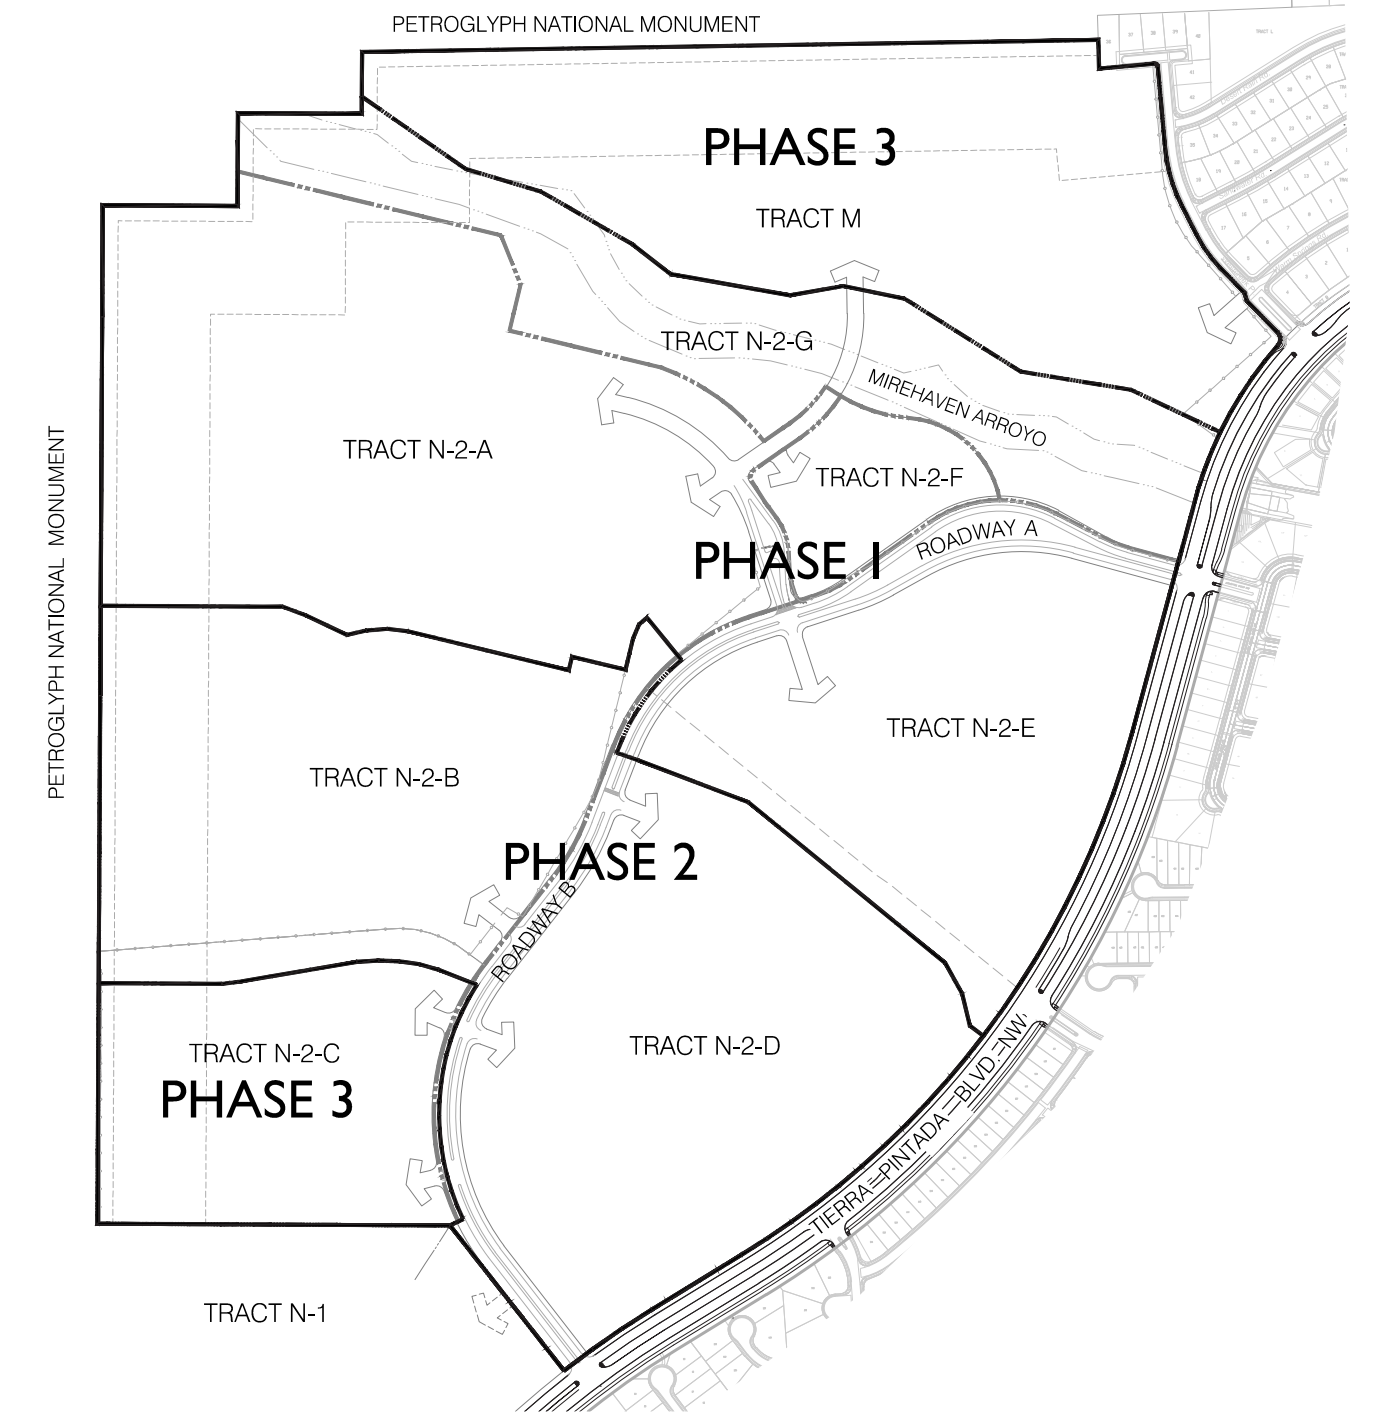 PETROGLYPH NATIONAL MONUMENT
PHASE 3
TRACT M
TRACT N-2-G
MIREHAVEN ARROYO
TRACT N-2-A
TRACT N-2-F
ROADWAY A
PHASE 1
PETROGLYPH NATIONAL MONUMENT
TRACT N-2-E
TRACT N-2-B
PHASE 2
ROADWAY B
TRACT N-2-D
TRACT N-2-C
PHASE 3
TIERRA PINTADA BLVD. NW
TRACT N-1